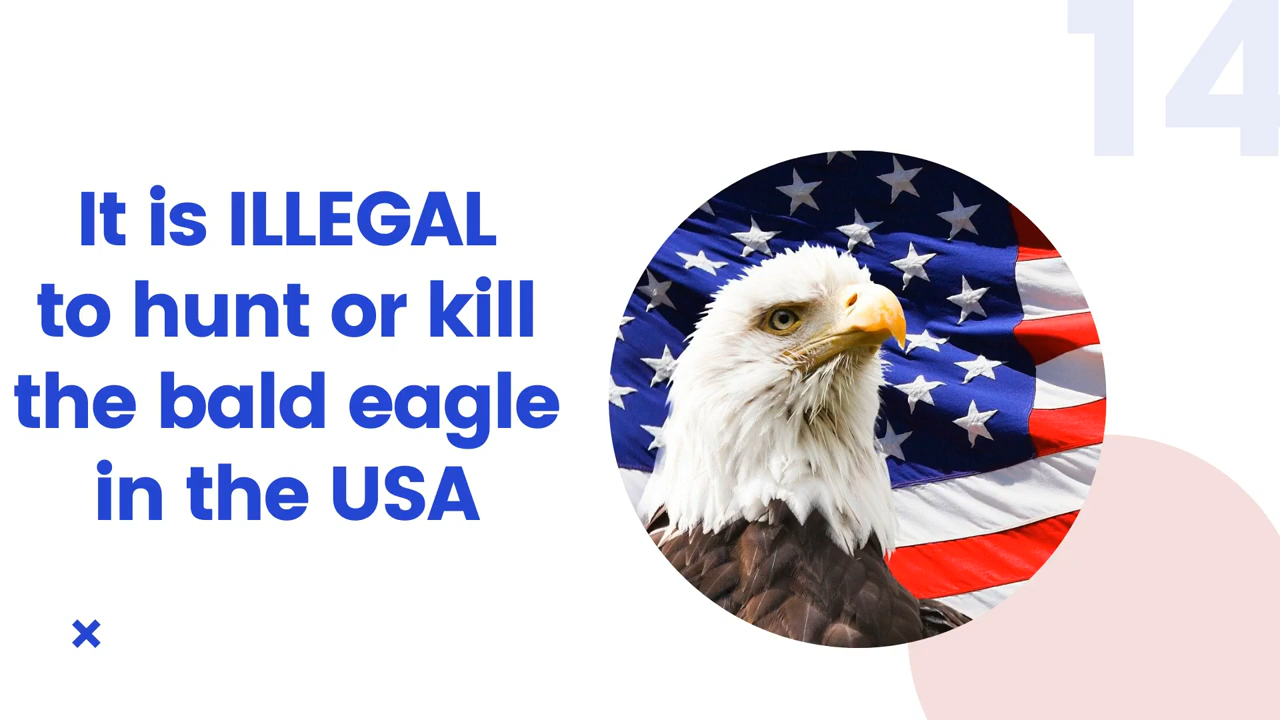 14
It is ILLEGAL
to hunt or kill
the bald eagle
in the USA